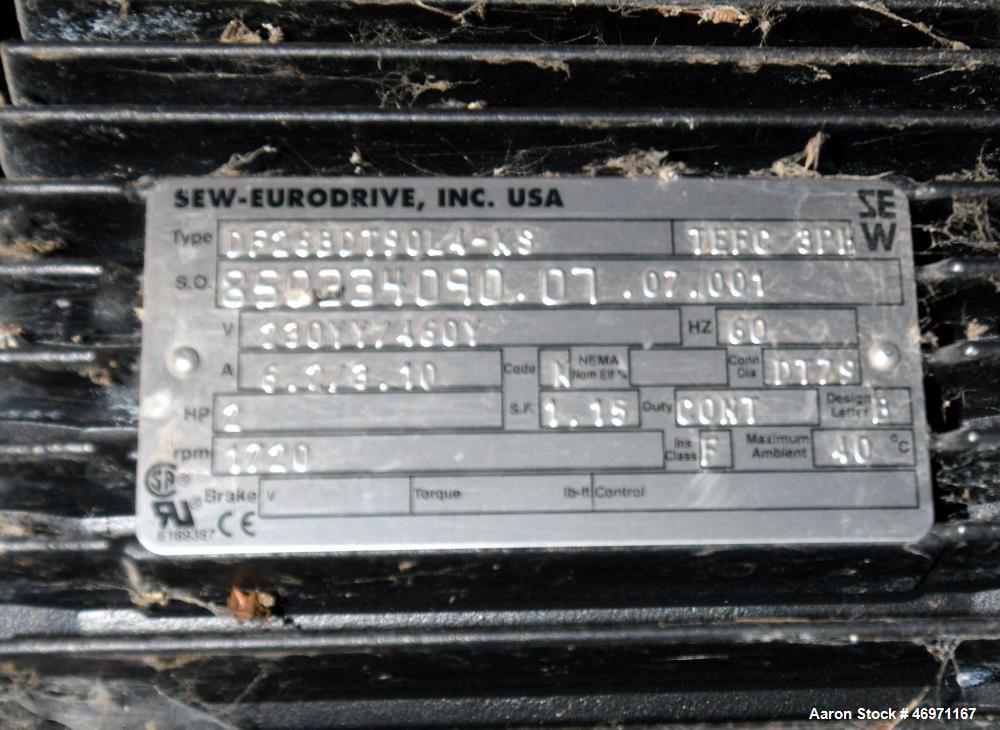 SEW-EURODRIVE, INC. USA
SE
W
Type TEFC 3PH
S.O. 850234090.07 .07.001
V 230YY/460Y HZ 60
A 6.2/3.10 Code K NEMA Nom Eff % Conn Dia DT79
HP 2 S.F. 1.15 Duty CONT Design Letter B
rpm 1720 Ins Class F Maximum Ambient 40 °C
Brake V Torque lb-ft Control
CE
Aaron Stock # 46971167